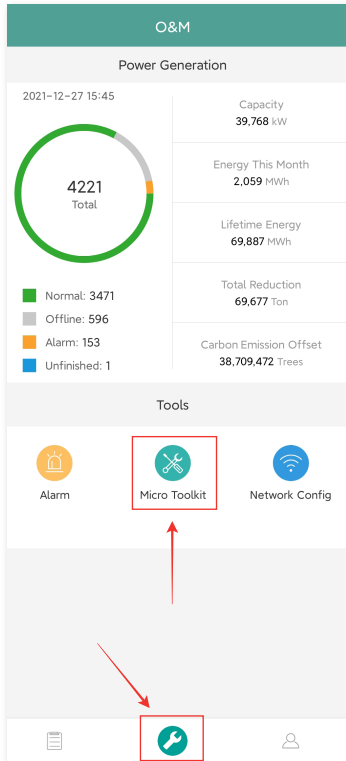 O&M
Power Generation
2021-12-27 15:45
4221
Total
Normal: 3471
Offline: 596
Alarm: 153
Unfinished: 1
Capacity
39,768 kW
Energy This Month
2,059 MWh
Lifetime Energy
69,887 MWh
Total Reduction
69,677 Ton
Carbon Emission Offset
38,709,472 Trees
Tools
Alarm
Micro Toolkit
Network Config